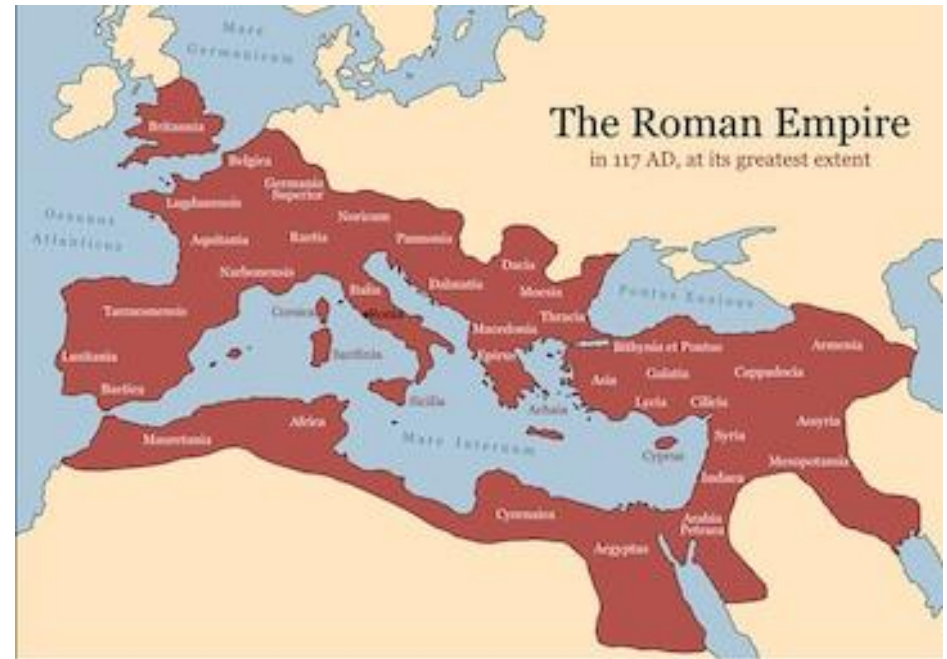 Mare
Germanicum
The Roman Empire
in 117 AD, at its greatest extent
Britannia
Belgica
Germania
Superior
Lugdunensis
Oceanus
Atlanticus
Noricum
Aquitania
Raetia
Pannonia
Narbonensis
Dacia
Italia
Dalmatia
Moesia
Pontus Euxinus
Tarraconensis
Corsica
Roma
Thracia
Macedonia
Bithynia et Pontus
Armenia
Lusitania
Sardinia
Epirus
Asia
Galatia
Cappadocia
Baetica
Sicilia
Achaia
Cilicia
Africa
Mauretania
Mare Internum
Syria
Assyria
Cyprus
Mesopotamia
Iudaea
Cyrenaica
Arabia
Petraea
Aegyptus